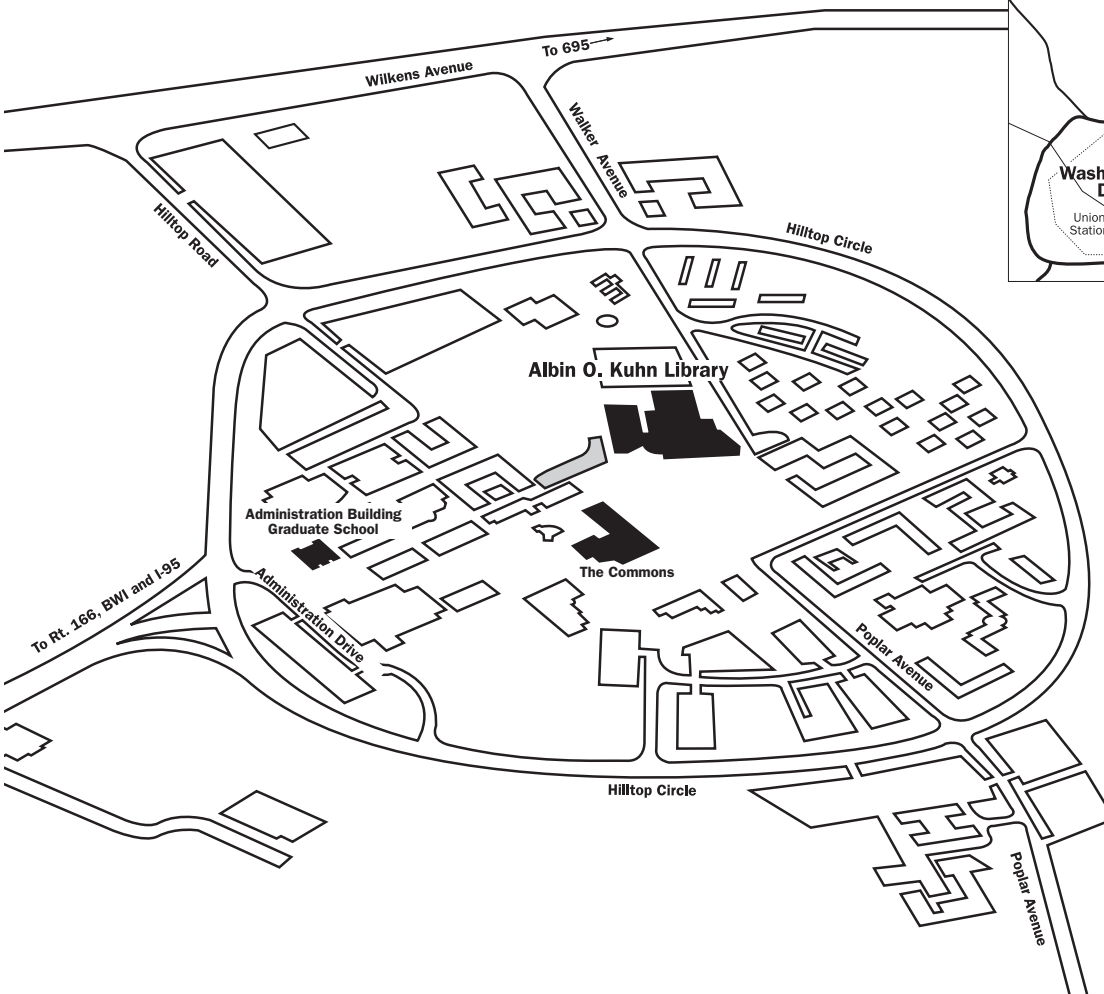 To 695
Wilkens Avenue
Walker Avenue
Hilltop Road
Hilltop Circle
Union
Station
Albin O. Kuhn Library
Administration Building
Graduate School
The Commons
To Rt. 166, BWI and I-95
Administration Drive
Poplar Avenue
Hilltop Circle
Poplar Avenue